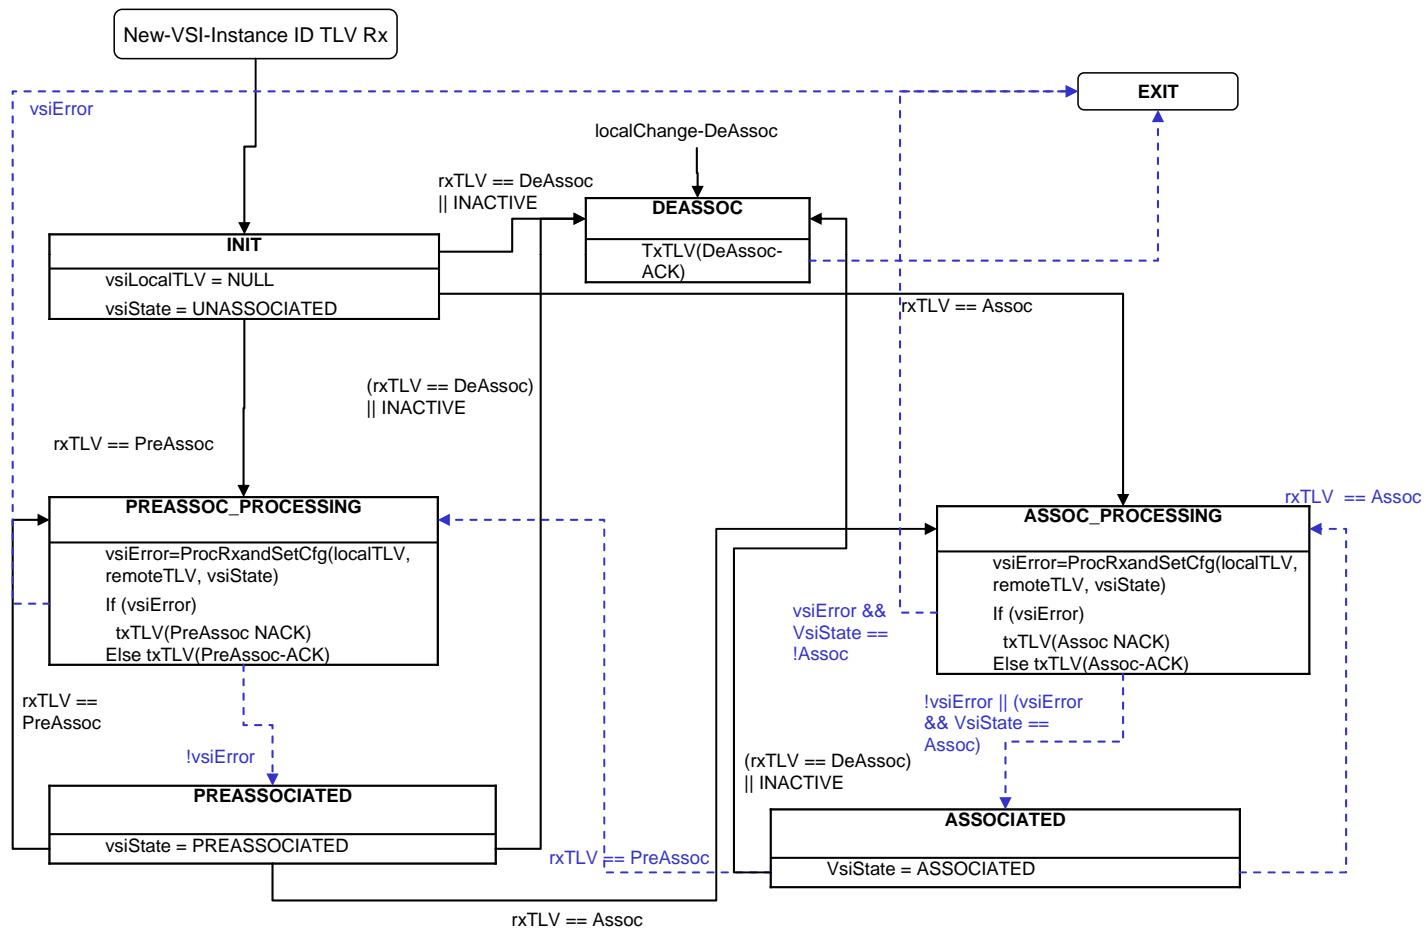 New-VSI-Instance ID TLV Rx
EXIT
vsiError
localChange-DeAssoc
rxTLV == DeAssoc
|| INACTIVE
DEASSOC
TxTLV(DeAssoc-
ACK)
INIT
vsiLocalTLV = NULL
vsiState = UNASSOCIATED
rxTLV == Assoc
(rxTLV == DeAssoc)
|| INACTIVE
rxTLV == PreAssoc
PREASSOC_PROCESSING
vsiError=ProcRxandSetCfg(localTLV,
remoteTLV, vsiState)
If (vsiError)
txTLV(PreAssoc NACK)
Else txTLV(PreAssoc-ACK)
rxTLV == Assoc
ASSOC_PROCESSING
vsiError=ProcRxandSetCfg(localTLV,
remoteTLV, vsiState)
If (vsiError)
txTLV(Assoc NACK)
Else txTLV(Assoc-ACK)
vsiError &&
VsiState ==
!Assoc
rxTLV ==
PreAssoc
!vsiError
!vsiError || (vsiError
&& VsiState ==
Assoc)
(rxTLV == DeAssoc)
|| INACTIVE
PREASSOCIATED
vsiState = PREASSOCIATED
rxTLV == PreAssoc
ASSOCIATED
VsiState = ASSOCIATED
rxTLV == Assoc